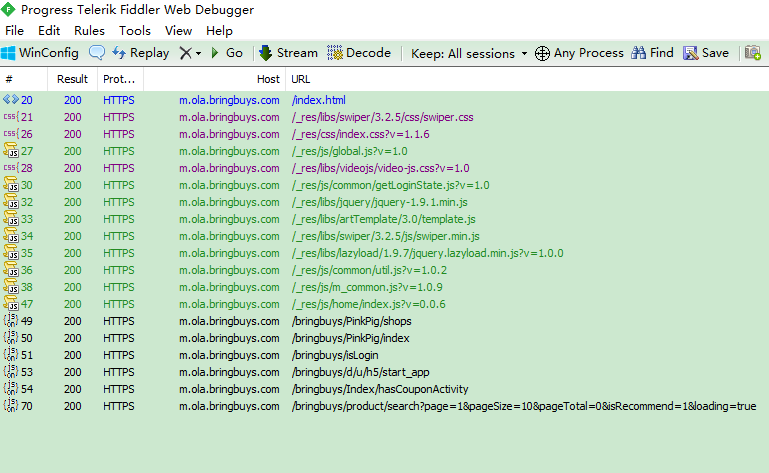 Progress Telerik Fiddler Web Debugger
File Edit Rules Tools View Help
WinConfig Replay Go Stream Decode Keep: All sessions Any Process Find Save
# Result Prot... Host URL
20 200 HTTPS m.ola.bringbuys.com /index.html
21 200 HTTPS m.ola.bringbuys.com /_res/libs/swiper/3.2.5/css/swiper.css
26 200 HTTPS m.ola.bringbuys.com /_res/css/index.css?v=1.1.6
27 200 HTTPS m.ola.bringbuys.com /_res/js/global.js?v=1.0
28 200 HTTPS m.ola.bringbuys.com /_res/libs/videojs/video-js.css?v=1.0
30 200 HTTPS m.ola.bringbuys.com /_res/js/common/getLoginState.js?v=1.0
32 200 HTTPS m.ola.bringbuys.com /_res/libs/jquery/jquery-1.9.1.min.js
33 200 HTTPS m.ola.bringbuys.com /_res/libs/artTemplate/3.0/template.js
34 200 HTTPS m.ola.bringbuys.com /_res/libs/swiper/3.2.5/js/swiper.min.js
35 200 HTTPS m.ola.bringbuys.com /_res/libs/lazyload/1.9.7/jquery.lazyload.min.js?v=1.0.0
36 200 HTTPS m.ola.bringbuys.com /_res/js/common/util.js?v=1.0.2
38 200 HTTPS m.ola.bringbuys.com /_res/js/m_common.js?v=1.0.9
47 200 HTTPS m.ola.bringbuys.com /_res/js/home/index.js?v=0.0.6
49 200 HTTPS m.ola.bringbuys.com /bringbuys/PinkPig/shops
50 200 HTTPS m.ola.bringbuys.com /bringbuys/PinkPig/index
51 200 HTTPS m.ola.bringbuys.com /bringbuys/isLogin
53 200 HTTPS m.ola.bringbuys.com /bringbuys/d/u/h5/start_app
54 200 HTTPS m.ola.bringbuys.com /bringbuys/Index/hasCouponActivity
70 200 HTTPS m.ola.bringbuys.com /bringbuys/product/search?page=1&pageSize=10&pageTotal=0&isRecommend=1&loading=true